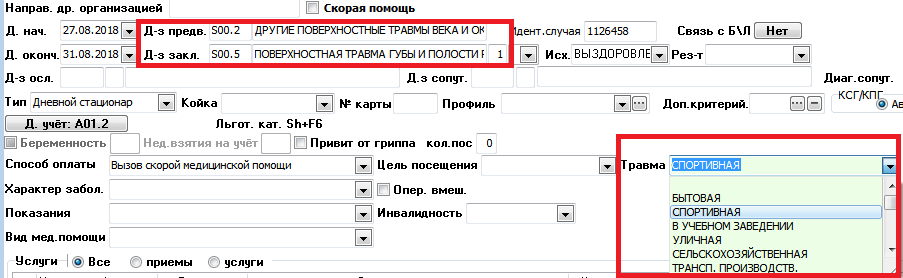 Направ. др. организацией Скорая помощь
Д. нач. 27.08.2018 Д-з предв. S00.2 ДРУГИЕ ПОВЕРХНОСТНЫЕ ТРАВМЫ ВЕКА И ОК Идент.случая 1126458 Связь с Б\Л Нет
Д. оконч. 31.08.2018 Д-з закл. S00.5 ПОВЕРХНОСТНАЯ ТРАВМА ГУБЫ И ПОЛОСТИ Р 1 Исх. ВЫЗДОРОВЛЕ Рез-т
Д-з осл. Д.з сопут. Диаг.сопут.
Тип Дневной стационар Койка № карты Профиль Доп.критерий. КСГ/КПГ Ав
Д. учёт: A01.2 Льгот. кат. Sh+F6
Беременность Нед.взятия на учёт Привит от гриппа кол.пос 0
Способ оплаты Вызов скорой медицинской помощи Цель посещения Травма СПОРТИВНАЯ
Характер забол. Опер. вмеш.
БЫТОВАЯ
Показания Инвалидность СПОРТИВНАЯ
В УЧЕБНОМ ЗАВЕДЕНИИ
Вид мед.помощи УЛИЧНАЯ
СЕЛЬСКОХОЗЯЙСТВЕННАЯ
Услуги Все приемы услуги ТРАНСП. ПРОИЗВОДСТВ.